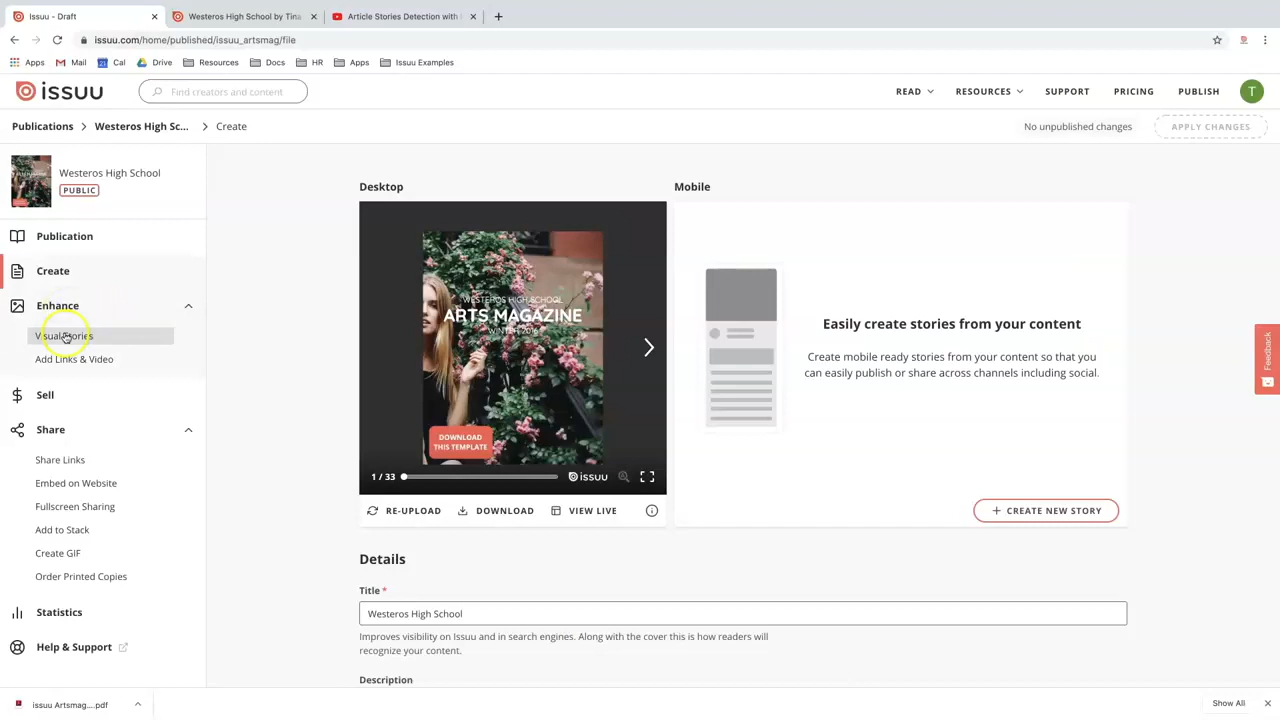 Issuu - Draft
Westeros High School by Tina
Article Stories Detection with
issuu.com/home/published/issuu_artsmag/file
Apps
Mail
Cal
Drive
Resources
Docs
HR
Apps
Issuu Examples
issuu
Find creators and content
READ
RESOURCES
SUPPORT
PRICING
PUBLISH
T
Publications
Westeros High Sc...
Create
No unpublished changes
APPLY CHANGES
Westeros High School
PUBLIC
Publication
Create
Enhance
Visual Stories
Add Links & Video
Sell
Share
Share Links
Embed on Website
Fullscreen Sharing
Add to Stack
Create GIF
Order Printed Copies
Statistics
Help & Support
Desktop
WESTEROS HIGH SCHOOL
ARTS MAGAZINE
WINTER 2016
DOWNLOAD
THIS TEMPLATE
1 / 33
issuu
RE-UPLOAD
DOWNLOAD
VIEW LIVE
Mobile
Easily create stories from your content
Create mobile ready stories from your content so that you
can easily publish or share across channels including social.
CREATE NEW STORY
Feedback
Details
Title *
Westeros High School
Improves visibility on Issuu and in search engines. Along with the cover this is how readers will
recognize your content.
Description
issuu Artsmag....pdf
Show All